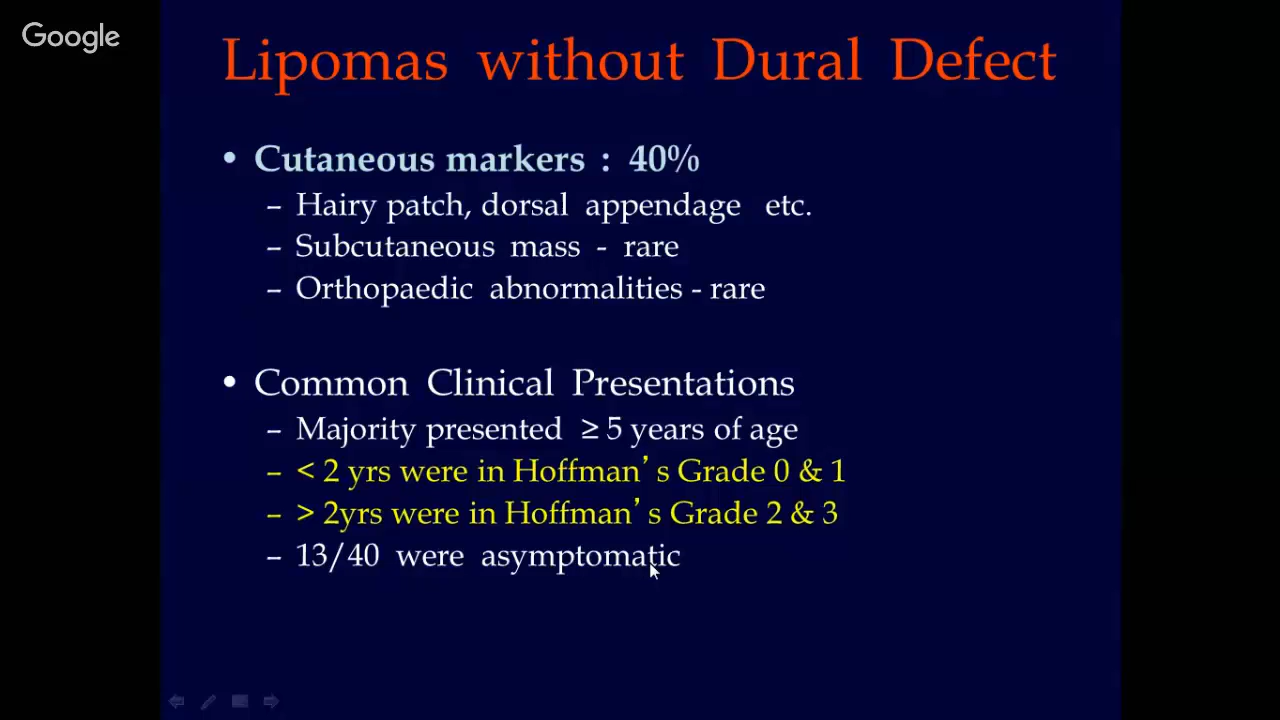 Google
Lipomas without Dural Defect
• Cutaneous markers : 40%
– Hairy patch, dorsal appendage etc.
– Subcutaneous mass - rare
– Orthopaedic abnormalities - rare
• Common Clinical Presentations
– Majority presented ≥ 5 years of age
– < 2 yrs were in Hoffman’s Grade 0 & 1
– > 2yrs were in Hoffman’s Grade 2 & 3
– 13/40 were asymptomatic